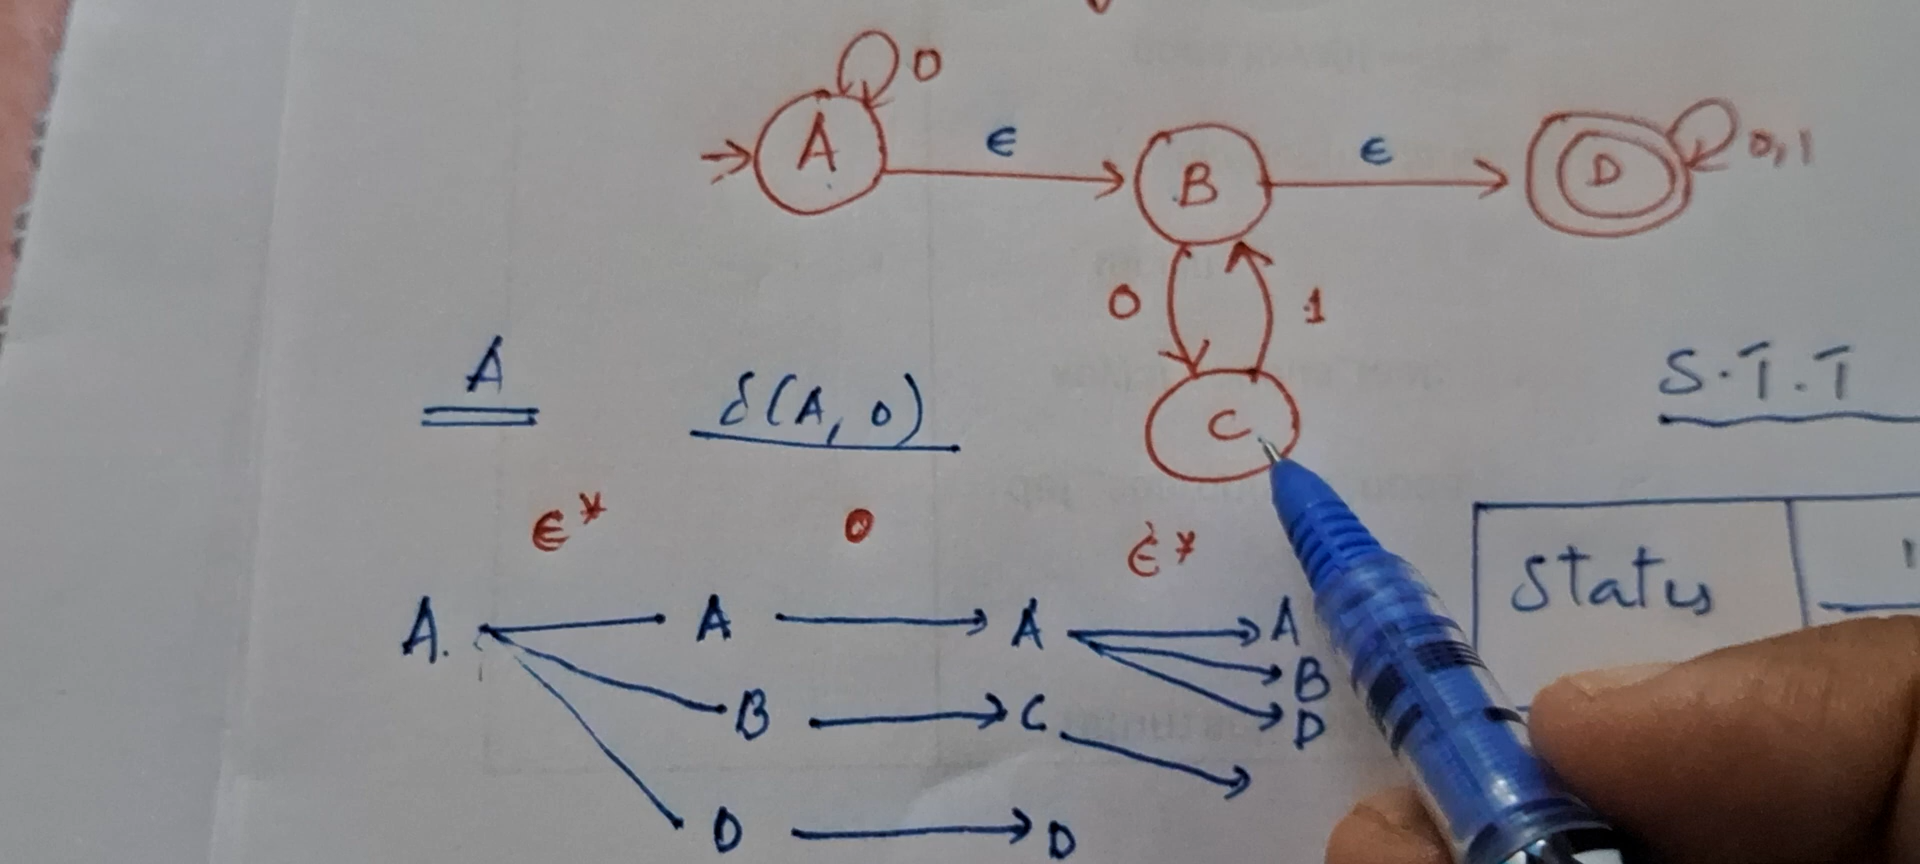 0
A ϵ B ϵ D 0,1
0 1
A δ(A, 0) C S.T.T
ϵ* 0 ϵ*
Status
A. A A A
B
B C D
D D